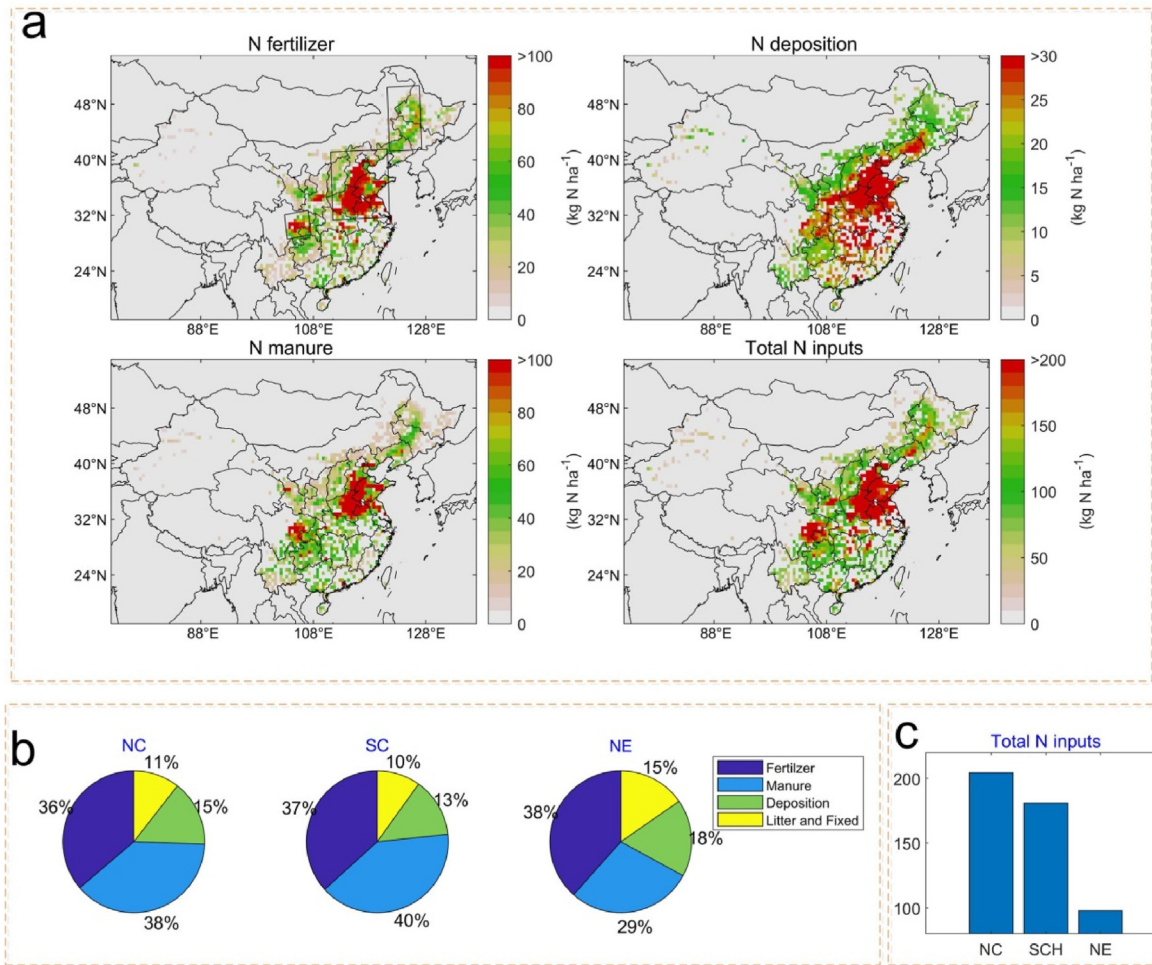 a
N fertilizer
>100
80
60
40
20
0
(kg N ha⁻¹)
48°N
40°N
32°N
24°N
88°E
108°E
128°E
N deposition
>30
25
20
15
10
5
0
(kg N ha⁻¹)
48°N
40°N
32°N
24°N
88°E
108°E
128°E
N manure
>100
80
60
40
20
0
(kg N ha⁻¹)
48°N
40°N
32°N
24°N
88°E
108°E
128°E
Total N inputs
>200
150
100
50
0
(kg N ha⁻¹)
48°N
40°N
32°N
24°N
88°E
108°E
128°E
b
NC
11%
36%
15%
38%
SC
10%
37%
13%
40%
NE
15%
38%
18%
29%
Fertilzer
Manure
Deposition
Litter and Fixed
c
Total N inputs
200
150
100
NC
SCH
NE